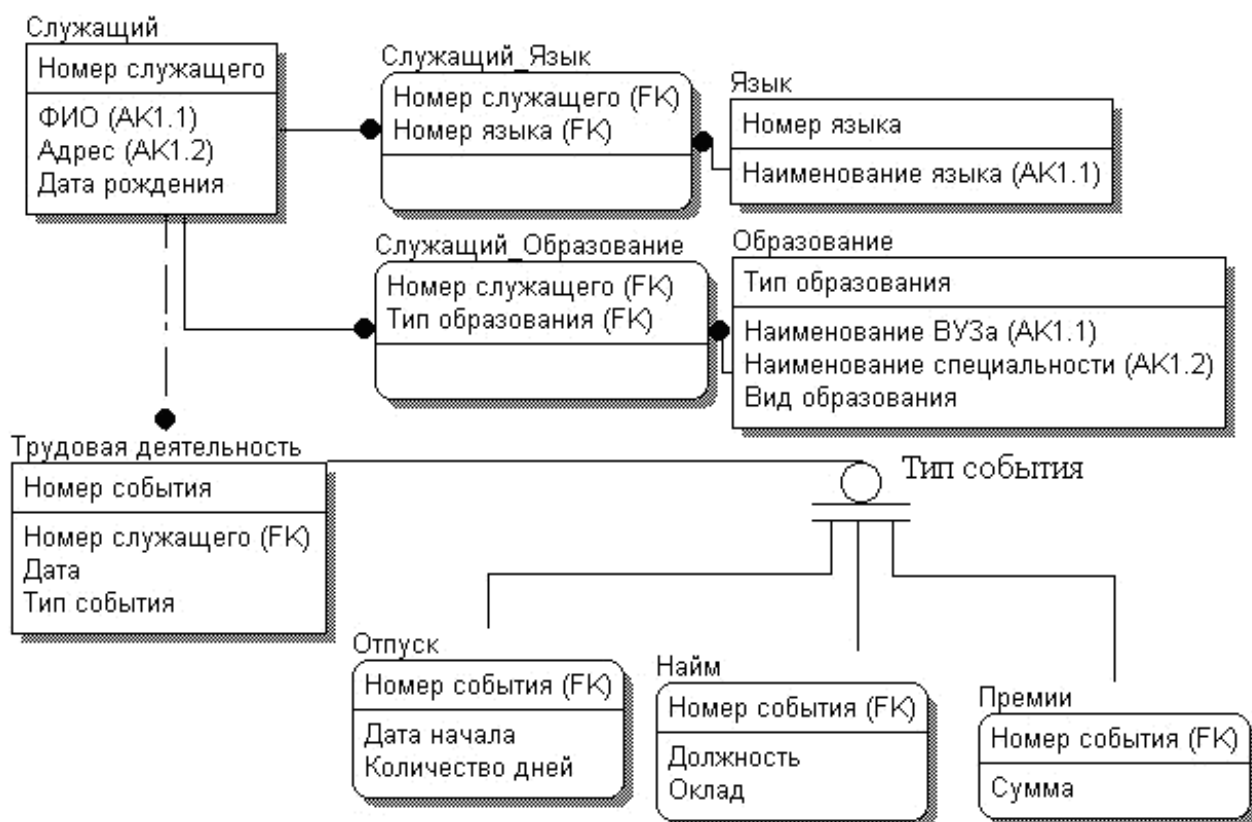 Служащий
Номер служащего
ФИО (AK1.1)
Адрес (AK1.2)
Дата рождения
Служащий_Язык
Номер служащего (FK)
Номер языка (FK)
Язык
Номер языка
Наименование языка (AK1.1)
Служащий_Образование
Номер служащего (FK)
Тип образования (FK)
Образование
Тип образования
Наименование ВУЗа (AK1.1)
Наименование специальности (AK1.2)
Вид образования
Трудовая деятельность
Номер события
Номер служащего (FK)
Дата
Тип события
Тип события
Отпуск
Номер события (FK)
Дата начала
Количество дней
Найм
Номер события (FK)
Должность
Оклад
Премии
Номер события (FK)
Сумма